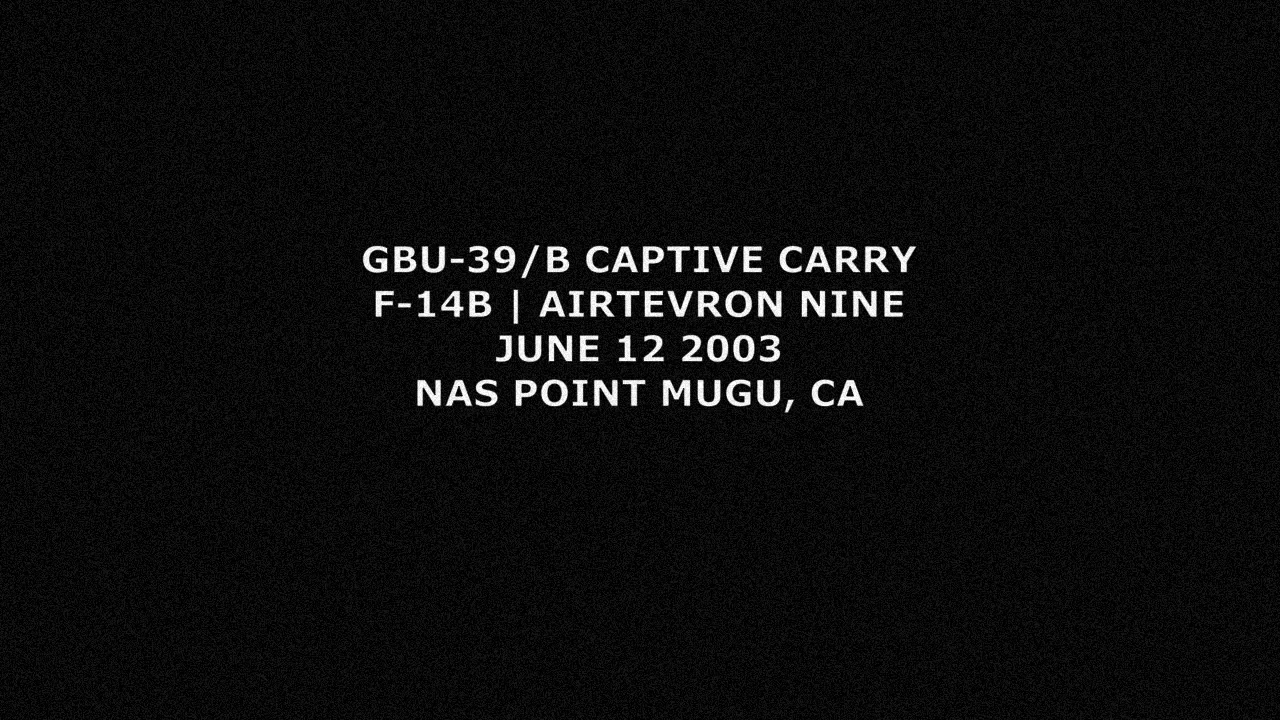 GBU-39/B CAPTIVE CARRY
F-14B | AIRTEVRON NINE
JUNE 12 2003
NAS POINT MUGU, CA